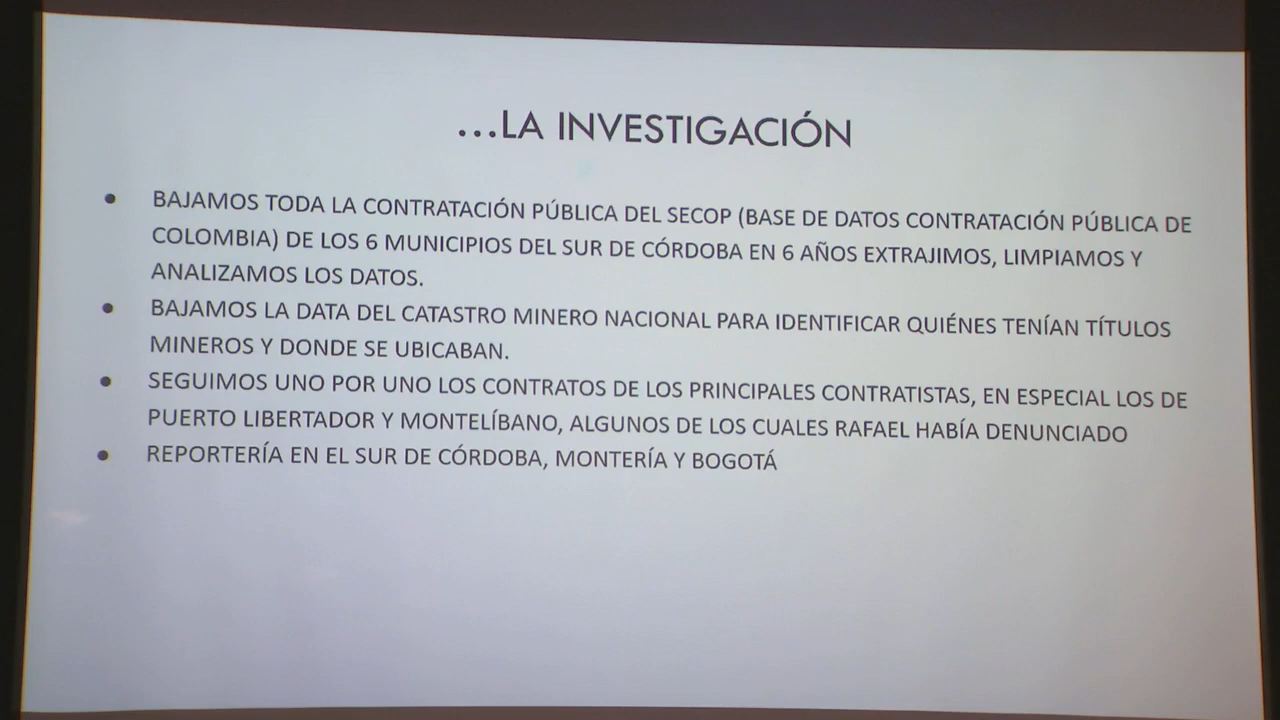 ...LA INVESTIGACIÓN
● BAJAMOS TODA LA CONTRATACIÓN PÚBLICA DEL SECOP (BASE DE DATOS CONTRATACIÓN PÚBLICA DE
COLOMBIA) DE LOS 6 MUNICIPIOS DEL SUR DE CÓRDOBA EN 6 AÑOS EXTRAJIMOS, LIMPIAMOS Y
ANALIZAMOS LOS DATOS.
● BAJAMOS LA DATA DEL CATASTRO MINERO NACIONAL PARA IDENTIFICAR QUIÉNES TENÍAN TÍTULOS
MINEROS Y DONDE SE UBICABAN.
● SEGUIMOS UNO POR UNO LOS CONTRATOS DE LOS PRINCIPALES CONTRATISTAS, EN ESPECIAL LOS DE
PUERTO LIBERTADOR Y MONTELÍBANO, ALGUNOS DE LOS CUALES RAFAEL HABÍA DENUNCIADO
● REPORTERÍA EN EL SUR DE CÓRDOBA, MONTERÍA Y BOGOTÁ